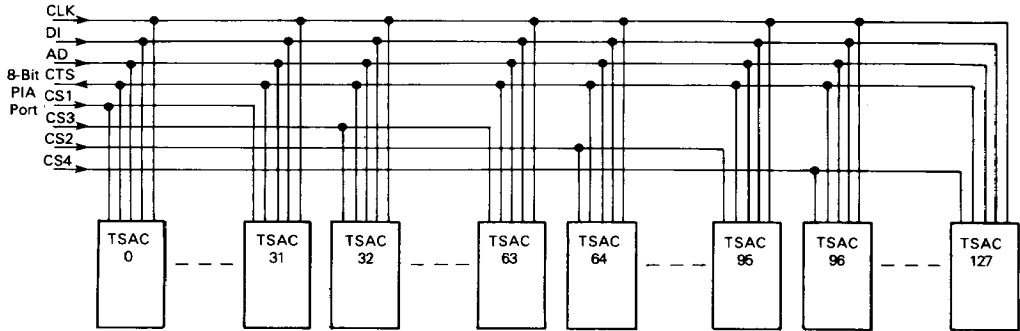 CLK
DI
AD
8-Bit CTS
PIA
Port CS1
CS3
CS2
CS4
TSAC
0
TSAC
31
TSAC
32
TSAC
63
TSAC
64
TSAC
95
TSAC
96
TSAC
127